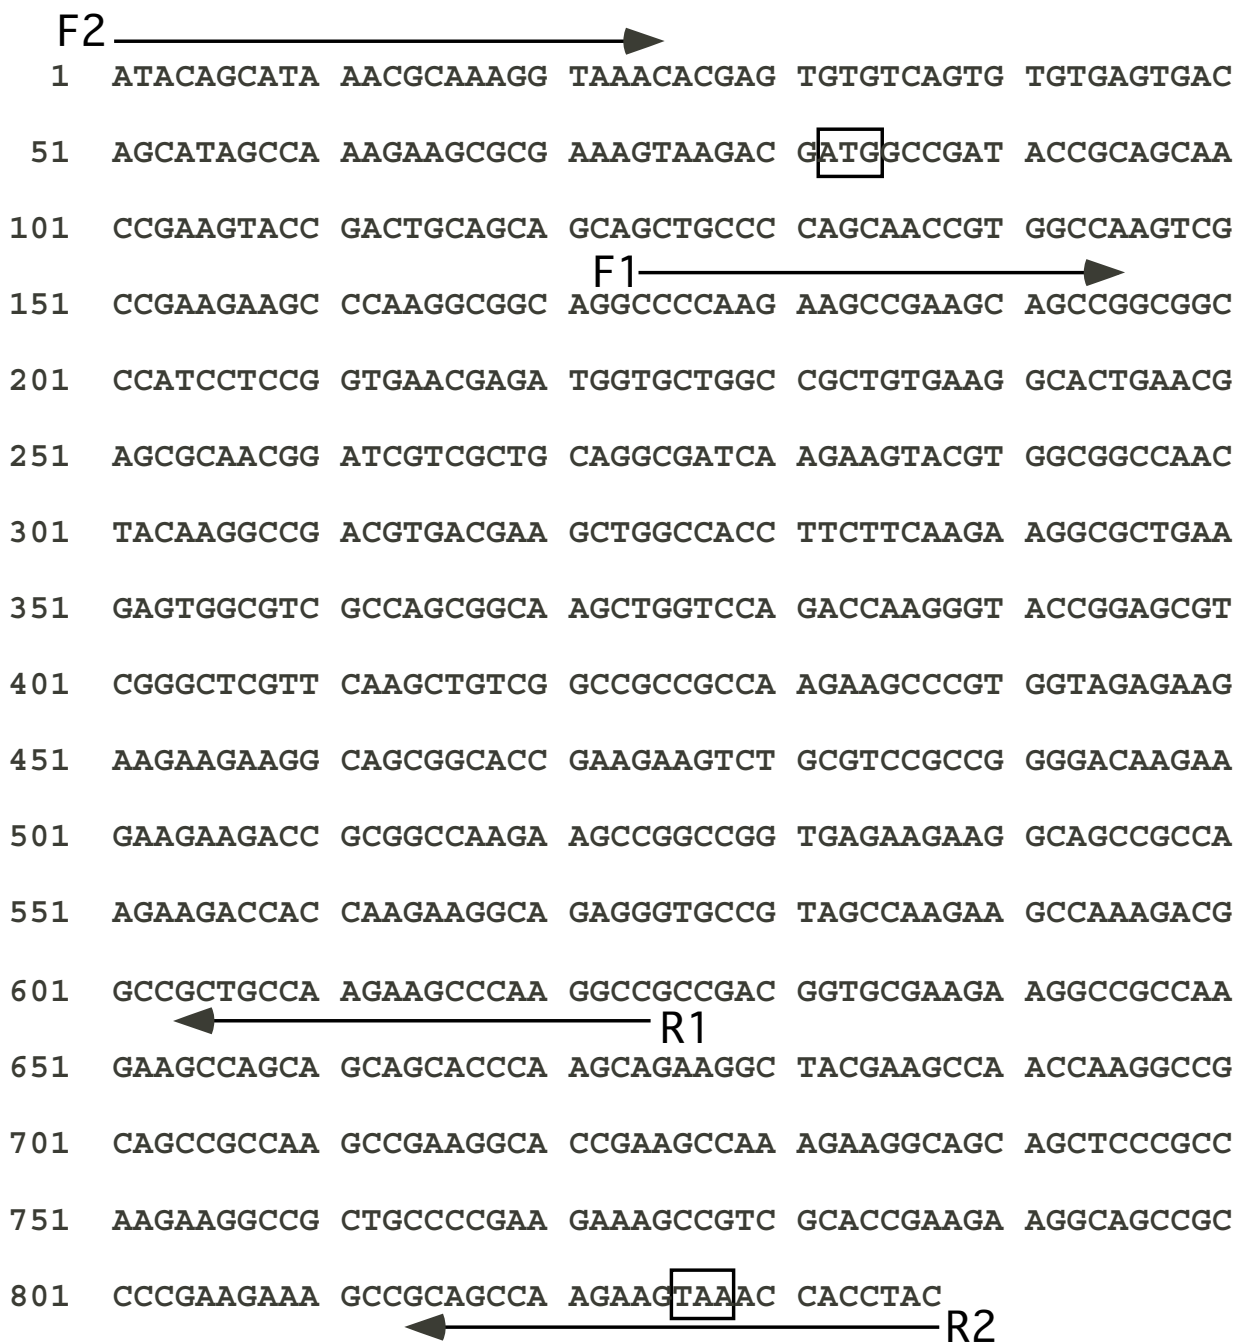 F2
1 ATACAGCATA AACGCAAAGG TAAACACGAG TGTGTCAGTG TGTGAGTGAC
51 AGCATAGCCA AAGAAGCGCG AAAGTAAGAC GATGGCCGAT ACCGCAGCAA
101 CCGAAGTACC GACTGCAGCA GCAGCTGCCC CAGCAACCGT GGCCAAGTCG
F1
151 CCGAAGAAGC CCAAGGCGGC AGGCCCCAAG AAGCCGAAGC AGCCGGCGGC
201 CCATCCTCCG GTGAACGAGA TGGTGCTGGC CGCTGTGAAG GCACTGAACG
251 AGCGCAACGG ATCGTCGCTG CAGGCGATCA AGAAGTACGT GGCGGCCAAC
301 TACAAGGCCG ACGTGACGAA GCTGGCCACC TTCTTCAAGA AGGCGCTGAA
351 GAGTGGCGTC GCCAGCGGCA AGCTGGTCCA GACCAAGGGT ACCGGAGCGT
401 CGGGCTCGTT CAAGCTGTCG GCCGCCGCCA AGAAGCCCGT GGTAGAGAAG
451 AAGAAGAAGG CAGCGGCACC GAAGAAGTCT GCGTCCGCCG GGGACAAGAA
501 GAAGAAGACC GCGGCCAAGA AGCCGGCCGG TGAGAAGAAG GCAGCCGCCA
551 AGAAGACCAC CAAGAAGGCA GAGGGTGCCG TAGCCAAGAA GCCAAAGACG
601 GCCGCTGCCA AGAAGCCCAA GGCCGCCGAC GGTGCGAAGA AGGCCGCCAA
R1
651 GAAGCCAGCA GCAGCACCCA AGCAGAAGGC TACGAAGCCA ACCAAGGCCG
701 CAGCCGCCAA GCCGAAGGCA CCGAAGCCAA AGAAGGCAGC AGCTCCCGCC
751 AAGAAGGCCG CTGCCCCGAA GAAAGCCGTC GCACCGAAGA AGGCAGCCGC
801 CCCGAAGAAA GCCGCAGCCA AGAAGTAAAC CACCTAC
R2